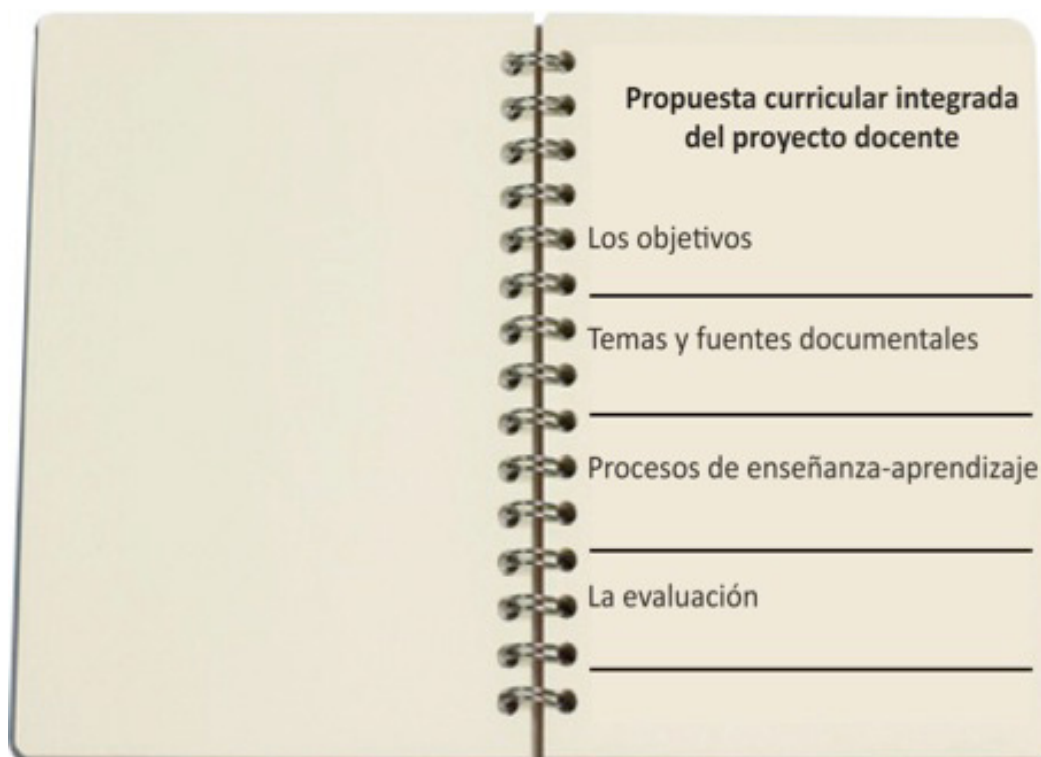 Propuesta curricular integrada
del proyecto docente
Los objetivos
Temas y fuentes documentales
Procesos de enseñanza-aprendizaje
La evaluación